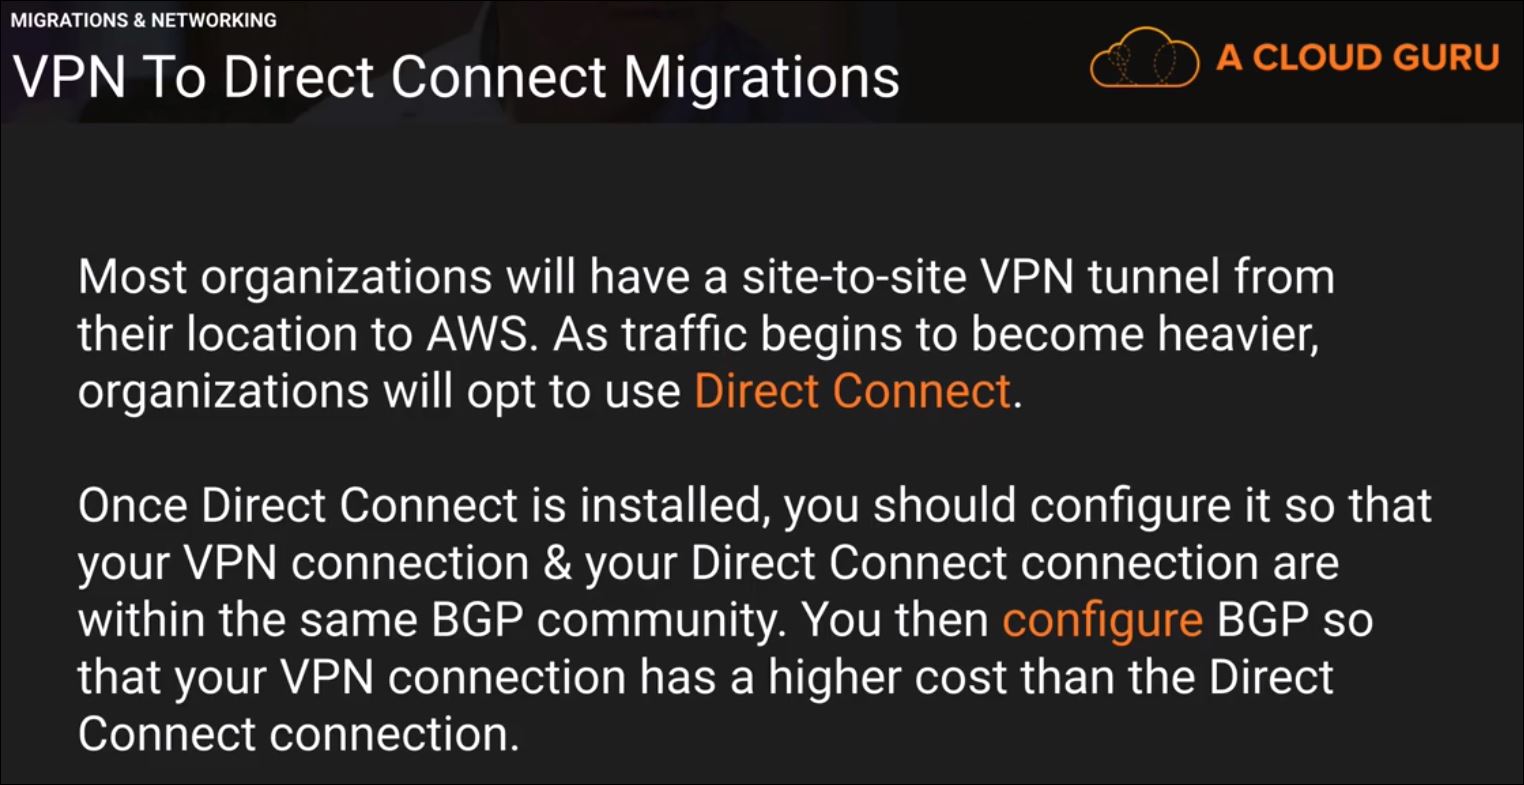 MIGRATIONS & NETWORKING
VPN To Direct Connect Migrations
A CLOUD GURU
Most organizations will have a site-to-site VPN tunnel from
their location to AWS. As traffic begins to become heavier,
organizations will opt to use Direct Connect.
Once Direct Connect is installed, you should configure it so that
your VPN connection & your Direct Connect connection are
within the same BGP community. You then configure BGP so
that your VPN connection has a higher cost than the Direct
Connect connection.